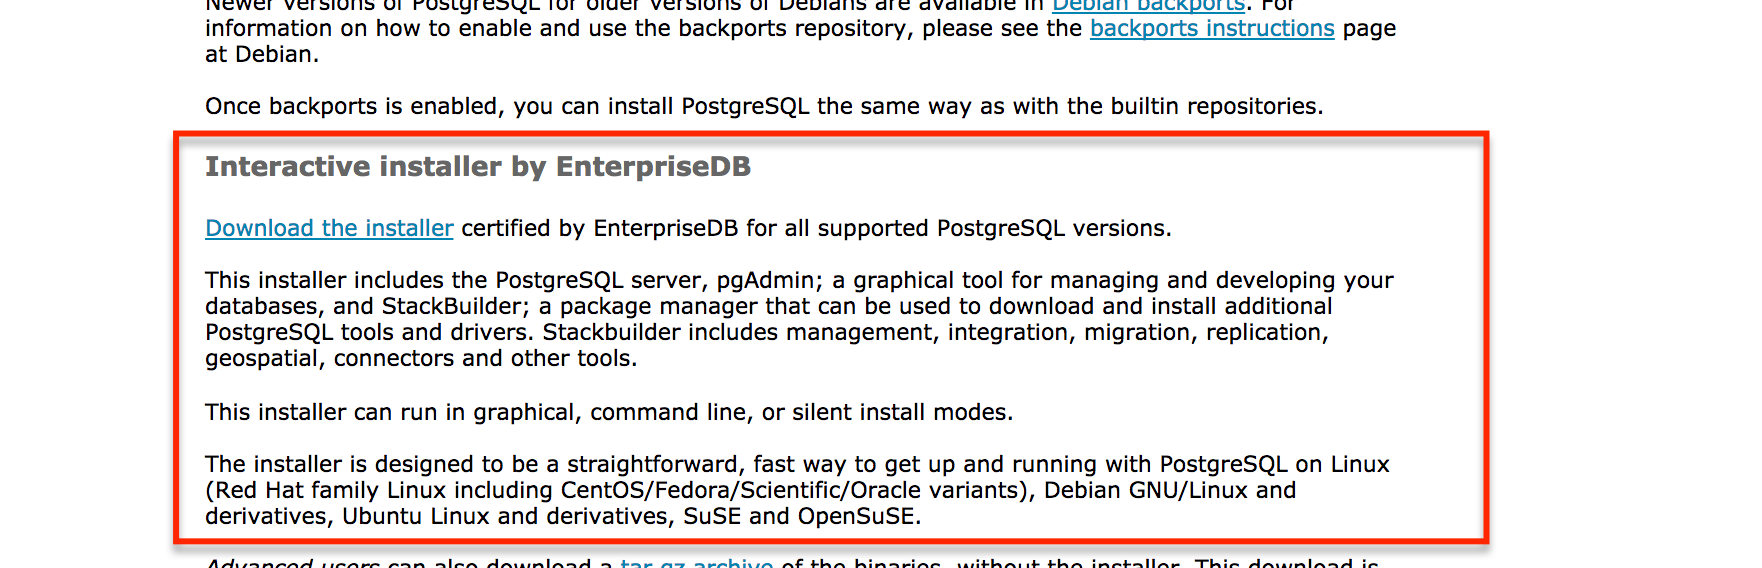 Newer versions of PostgreSQL for older versions of Debians are available in Debian backports. For
information on how to enable and use the backports repository, please see the backports instructions page
at Debian.
Once backports is enabled, you can install PostgreSQL the same way as with the builtin repositories.
Interactive installer by EnterpriseDB
Download the installer certified by EnterpriseDB for all supported PostgreSQL versions.
This installer includes the PostgreSQL server, pgAdmin; a graphical tool for managing and developing your
databases, and StackBuilder; a package manager that can be used to download and install additional
PostgreSQL tools and drivers. Stackbuilder includes management, integration, migration, replication,
geospatial, connectors and other tools.
This installer can run in graphical, command line, or silent install modes.
The installer is designed to be a straightforward, fast way to get up and running with PostgreSQL on Linux
(Red Hat family Linux including CentOS/Fedora/Scientific/Oracle variants), Debian GNU/Linux and
derivatives, Ubuntu Linux and derivatives, SuSE and OpenSuSE.
Advanced users can also download a tar.gz archive of the binaries, without the installer. This download is